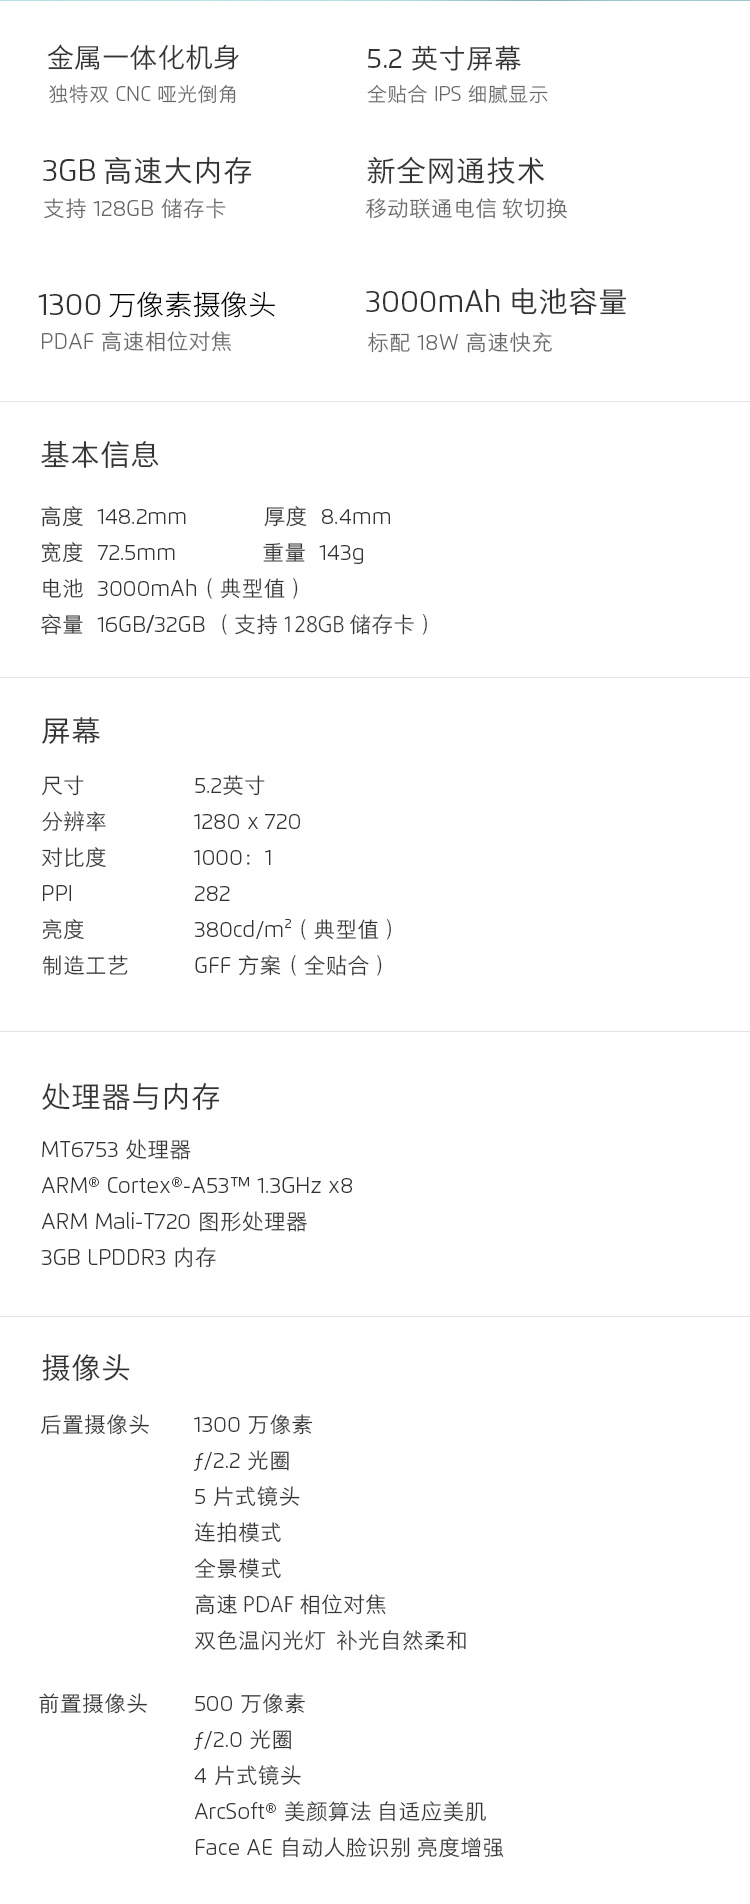 金属一体化机身
独特双 CNC 哑光倒角
5.2 英寸屏幕
全贴合 IPS 细腻显示
3GB 高速大内存
支持 128GB 储存卡
新全网通技术
移动联通电信 软切换
1300 万像素摄像头
PDAF 高速相位对焦
3000mAh 电池容量
标配 18W 高速快充
基本信息
高度 148.2mm 厚度 8.4mm
宽度 72.5mm 重量 143g
电池 3000mAh（典型值）
容量 16GB/32GB （支持128GB 储存卡）
屏幕
尺寸 5.2英寸
分辨率 1280 x 720
对比度 1000：1
PPI 282
亮度 380cd/m²（典型值）
制造工艺 GFF 方案（全贴合）
处理器与内存
MT6753 处理器
ARM® Cortex®-A53™ 1.3GHz x8
ARM Mali-T720 图形处理器
3GB LPDDR3 内存
摄像头
后置摄像头 1300 万像素
ƒ/2.2 光圈
5 片式镜头
连拍模式
全景模式
高速 PDAF 相位对焦
双色温闪光灯 补光自然柔和
前置摄像头 500 万像素
ƒ/2.0 光圈
4 片式镜头
ArcSoft® 美颜算法 自适应美肌
Face AE 自动人脸识别 亮度增强